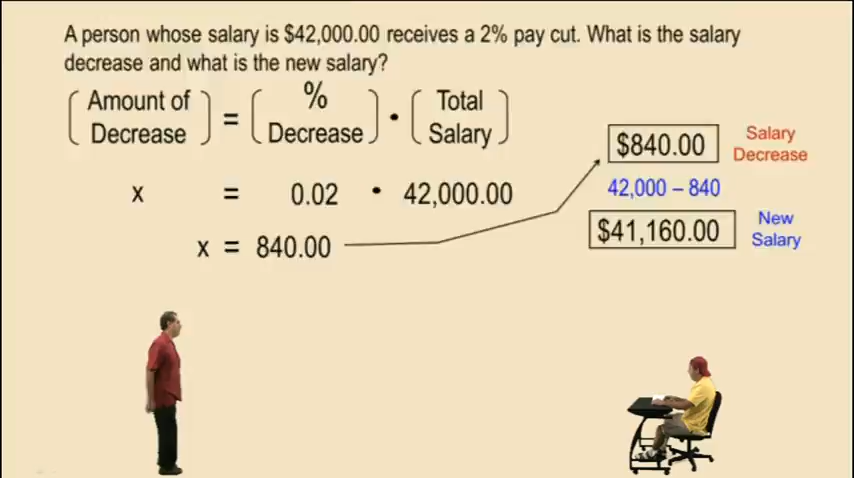 A person whose salary is $42,000.00 receives a 2% pay cut. What is the salary
decrease and what is the new salary?
(Amount of Decrease) = (% Decrease) • (Total Salary)
x = 0.02 • 42,000.00
x = 840.00
$840.00 Salary Decrease
42,000 – 840
$41,160.00 New Salary